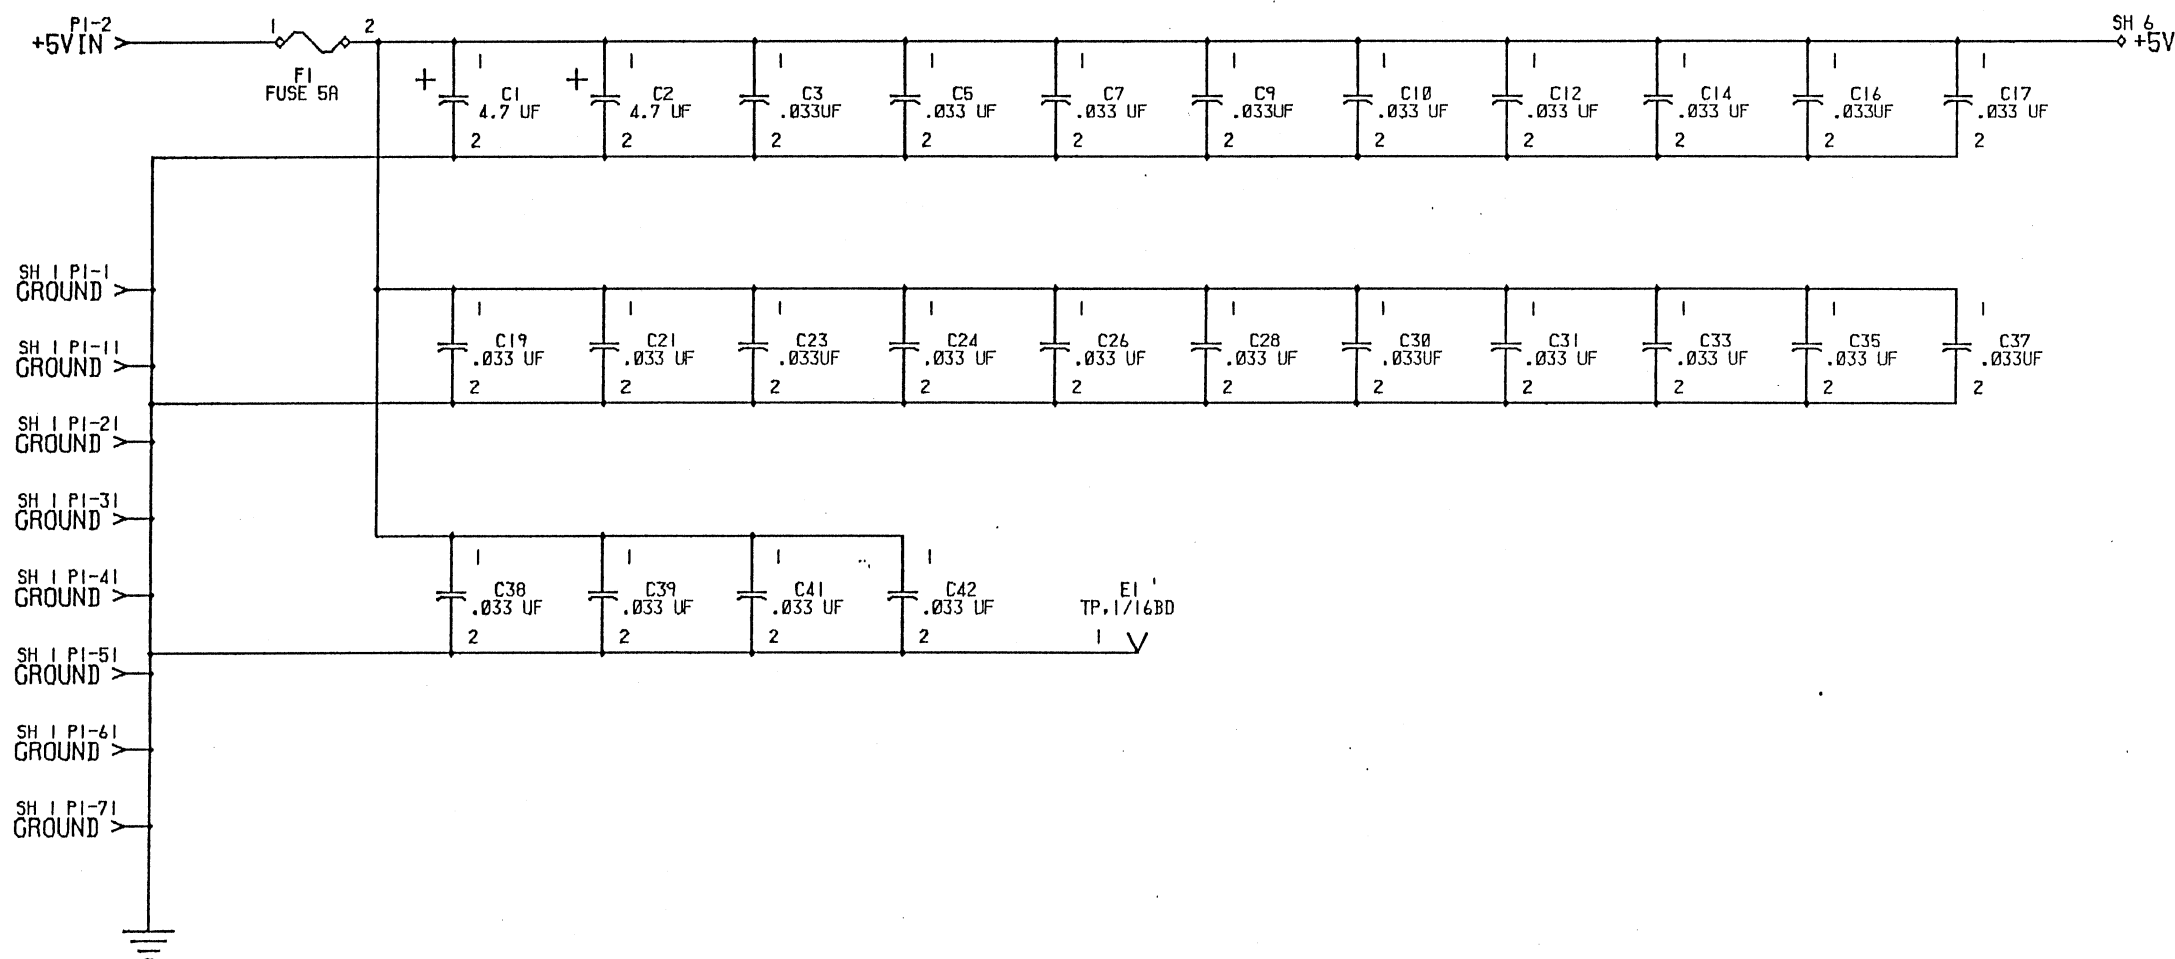 P1-2
+5VIN
1 2
F1
FUSE 5A
SH 6
+5V
1 1 1 1 1 1 1 1 1 1 1
+ +
C1 C2 C3 C5 C7 C9 C10 C12 C14 C16 C17
4.7 UF 4.7 UF .033UF .033 UF .033 UF .033UF .033 UF .033 UF .033 UF .033UF .033 UF
2 2 2 2 2 2 2 2 2 2 2
SH 1 P1-1
GROUND
SH 1 P1-11
GROUND
1 1 1 1 1 1 1 1 1 1 1
C19 C21 C23 C24 C26 C28 C30 C31 C33 C35 C37
.033 UF .033 UF .033UF .033 UF .033 UF .033 UF .033UF .033 UF .033 UF .033 UF .033UF
2 2 2 2 2 2 2 2 2 2 2
SH 1 P1-21
GROUND
SH 1 P1-31
GROUND
SH 1 P1-41
GROUND
1 1 1 1
C38 C39 C41 C42
.033 UF .033 UF .033 UF .033 UF
2 2 2 2
E1
TP,1/16BD
1
SH 1 P1-51
GROUND
SH 1 P1-61
GROUND
SH 1 P1-71
GROUND